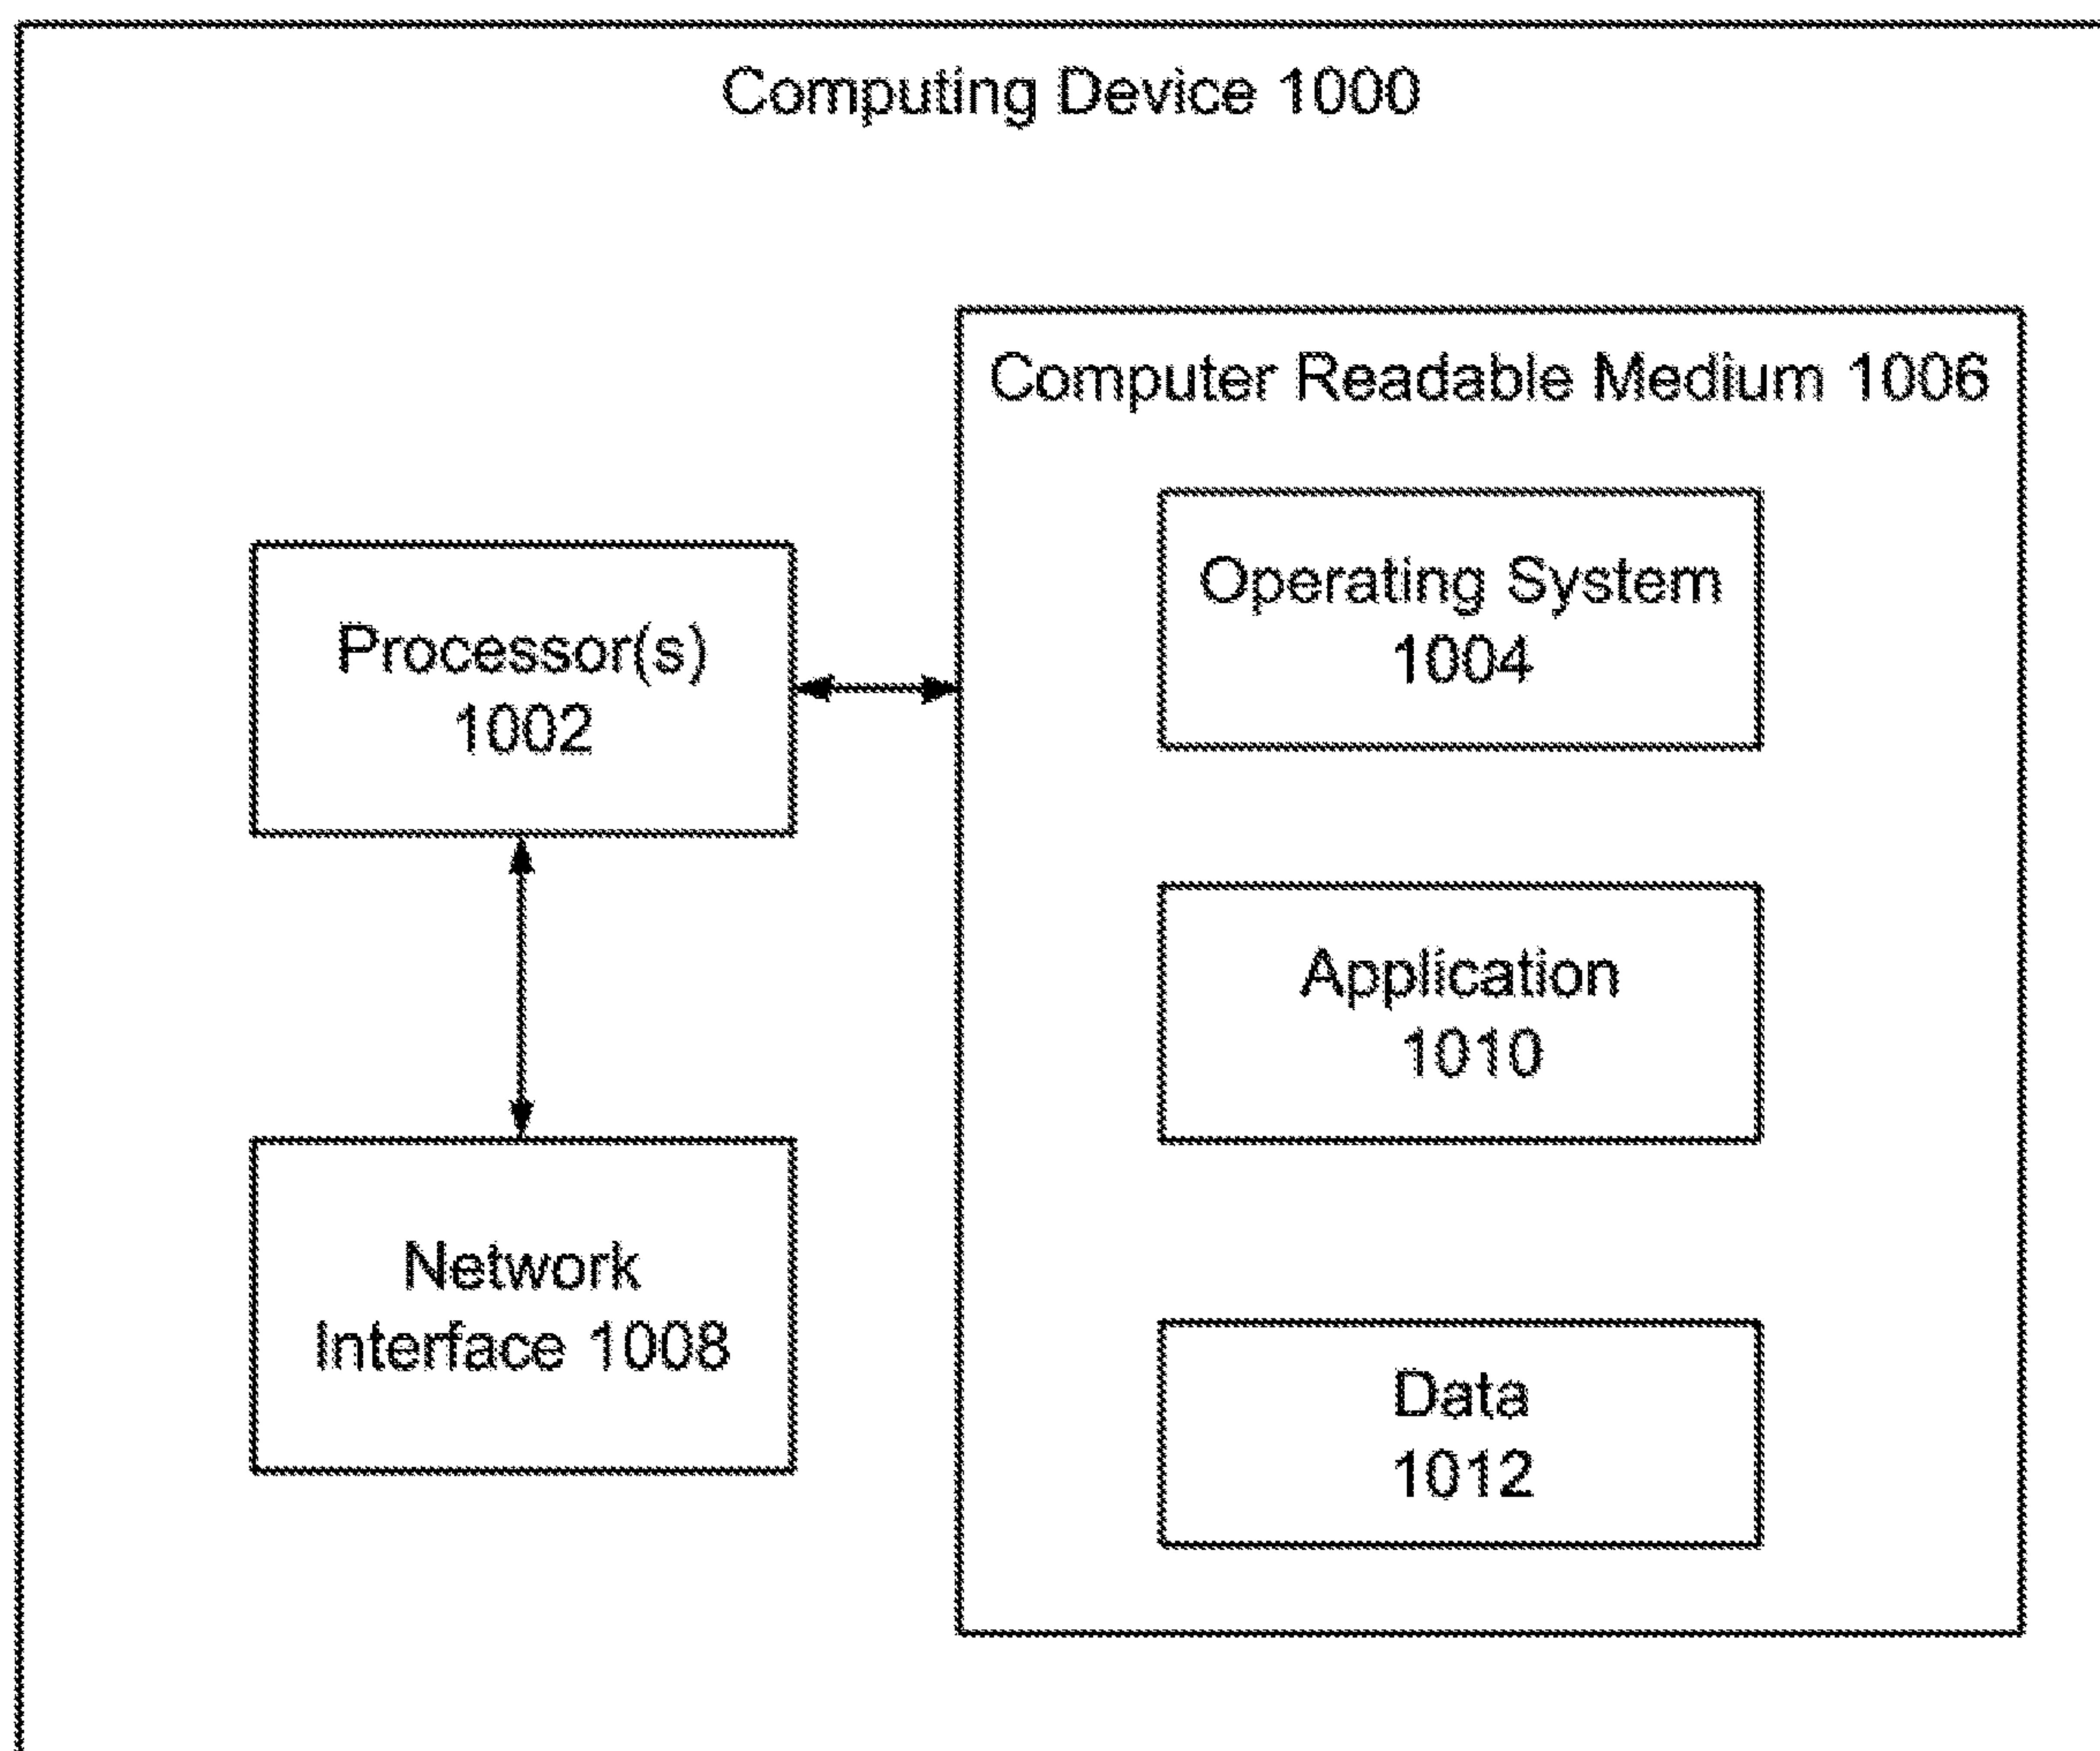 Computing Device 1000
Computer Readable Medium 1006
Operating System
1004
Processor(s)
1002
Application
1010
Network
Interface 1008
Data
1012